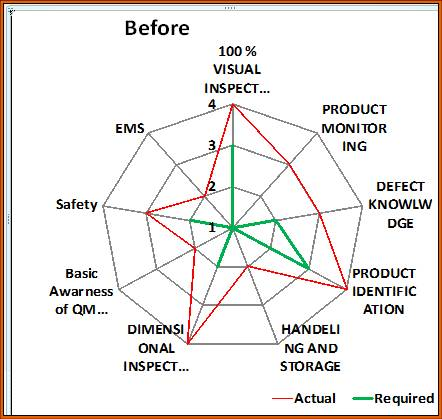 Before
100 %
VISUAL
INSPECT...
PRODUCT
MONITOR
ING
DEFECT
KNOWLW
DGE
PRODUCT
IDENTIFIC
ATION
HANDELI
NG AND
STORAGE
DIMENSI
ONAL
INSPECT...
Basic
Awarness
of QM...
Safety
EMS
4
3
2
1
Actual
Required